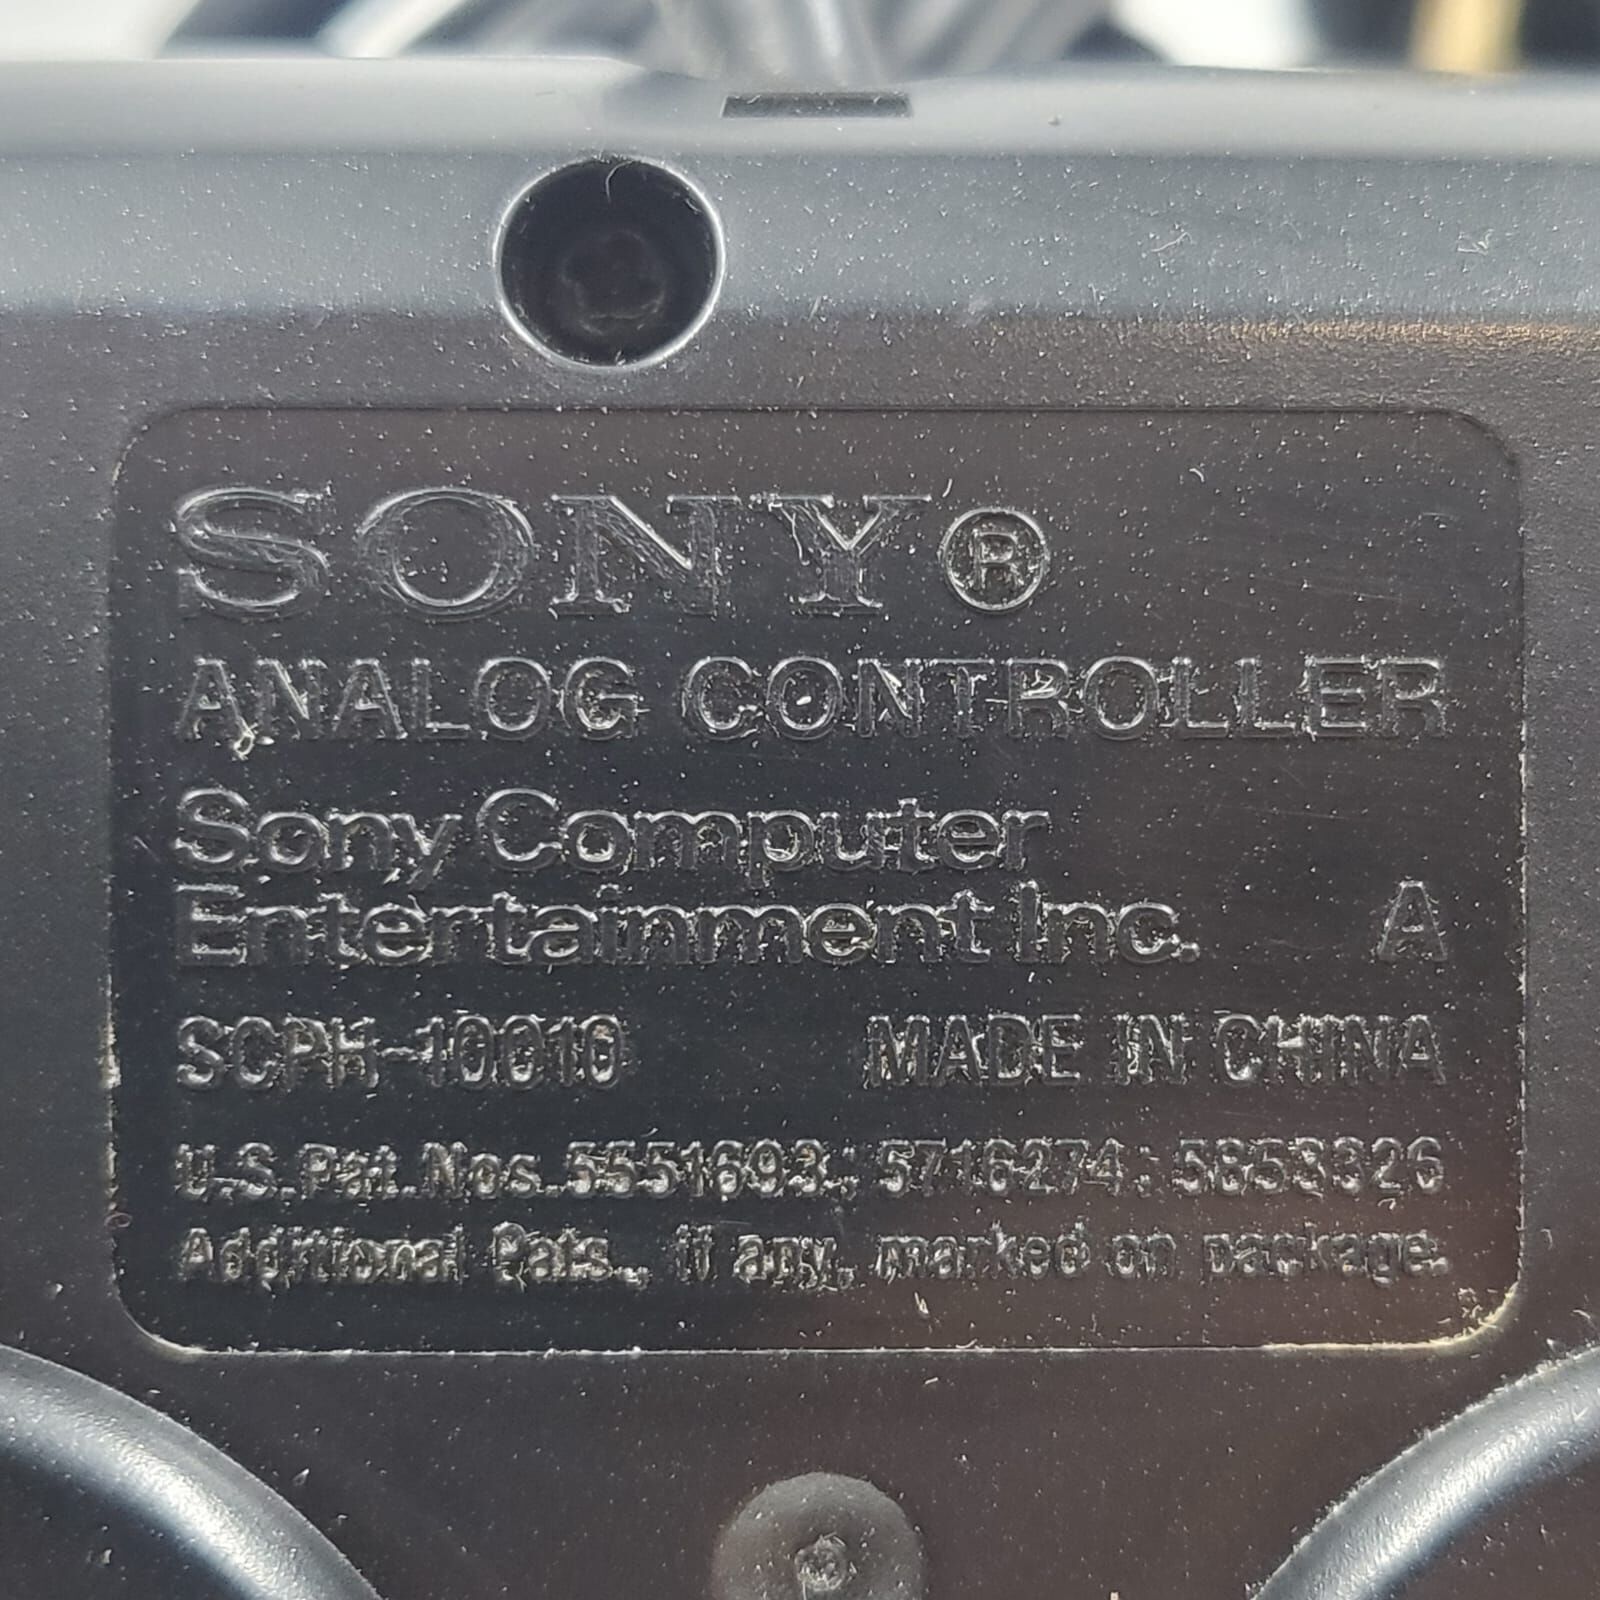 SONY®
ANALOG CONTROLLER
Sony Computer
Entertainment Inc. A
SCPH-10010 MADE IN CHINA
U.S. Pat. Nos. 5551693; 5716274; 5853326
Additional Pats., if any, marked on package.